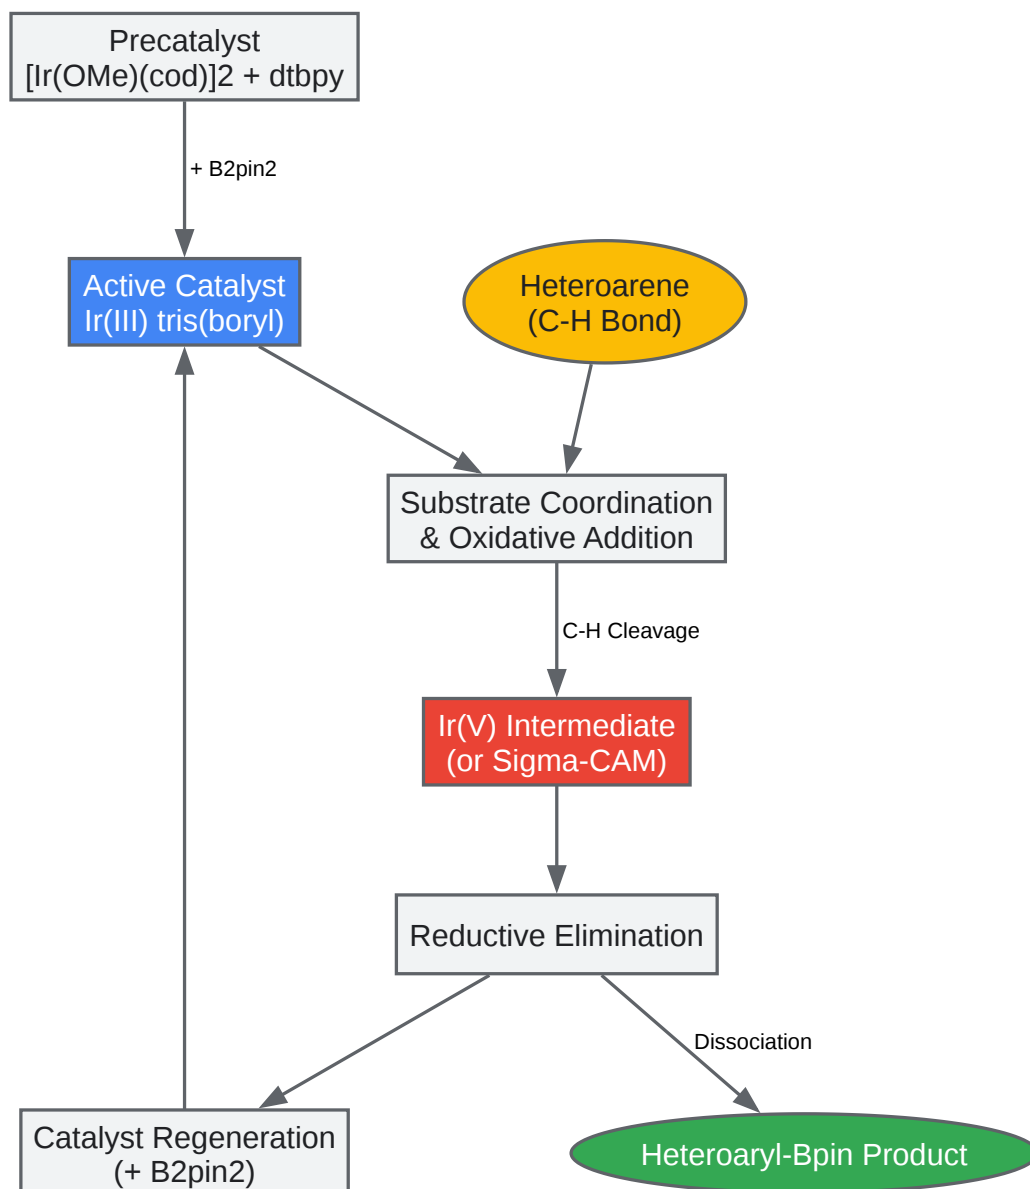 Precatalyst
[Ir(OMe)(cod)]2 + dtbpy
+ B2pin2
Active Catalyst
Ir(III) tris(boryl)
Heteroarene
(C-H Bond)
Substrate Coordination
& Oxidative Addition
C-H Cleavage
Ir(V) Intermediate
(or Sigma-CAM)
Reductive Elimination
Dissociation
Catalyst Regeneration
(+ B2pin2)
Heteroaryl-Bpin Product